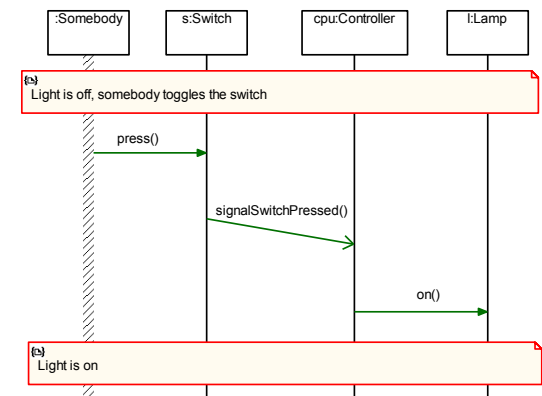 :Somebody
s:Switch
cpu:Controller
l:Lamp
Light is off, somebody toggles the switch
press()
signalSwitchPressed()
on()
Light is on